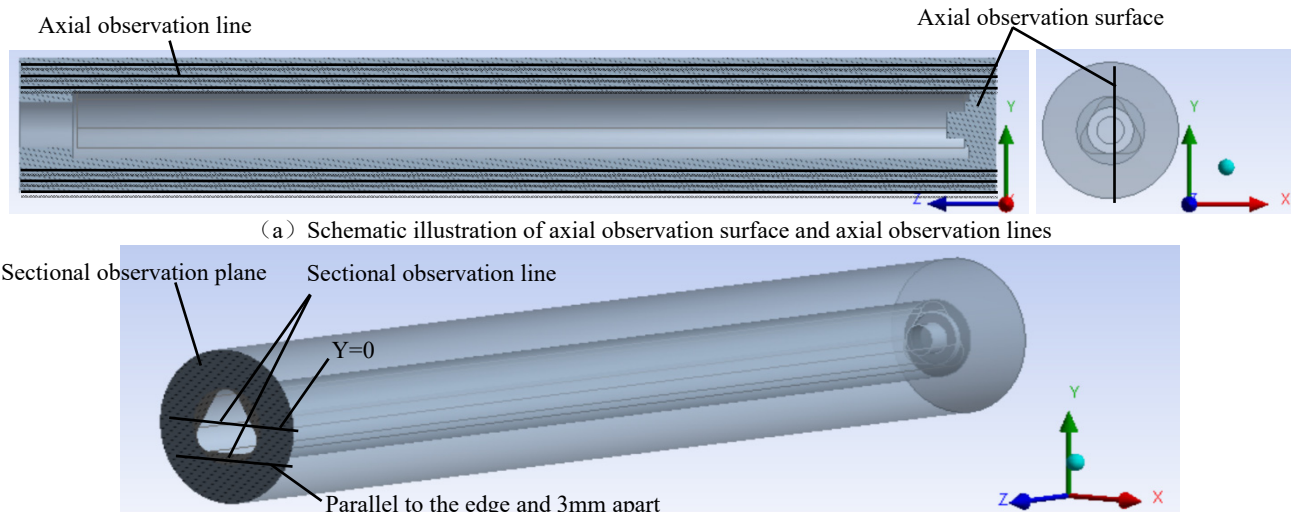 Axial observation line
Axial observation surface
Y
Z
X
Y
Z
X
（a）Schematic illustration of axial observation surface and axial observation lines
Sectional observation plane
Sectional observation line
Y=0
Y
Z
X
Parallel to the edge and 3mm apart